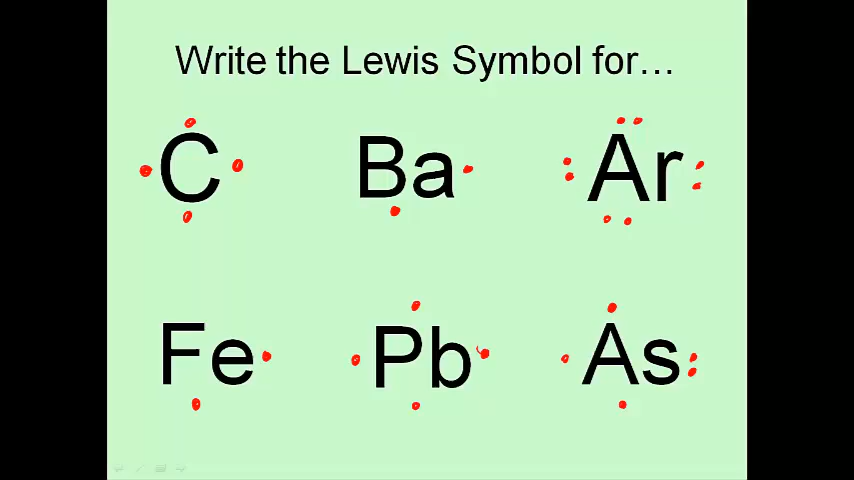 Write the Lewis Symbol for…
C Ba Ar
Fe Pb As